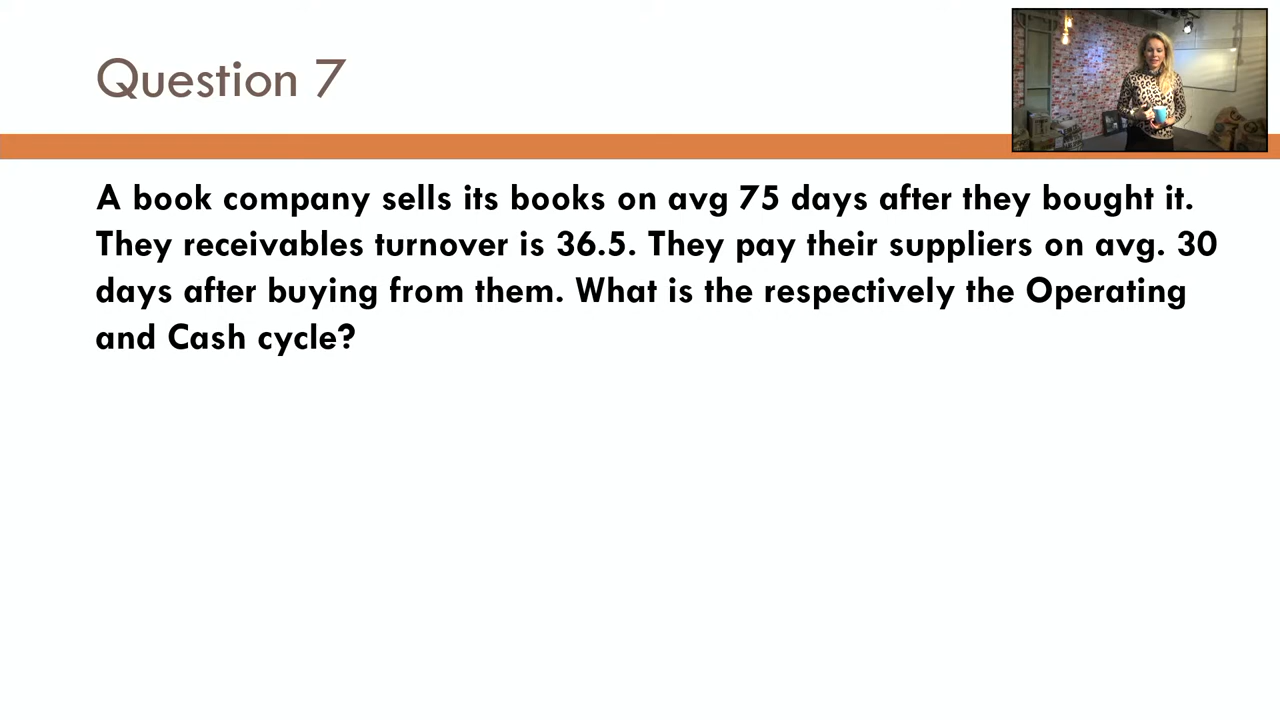 Question 7
A book company sells its books on avg 75 days after they bought it.
They receivables turnover is 36.5. They pay their suppliers on avg. 30
days after buying from them. What is the respectively the Operating
and Cash cycle?